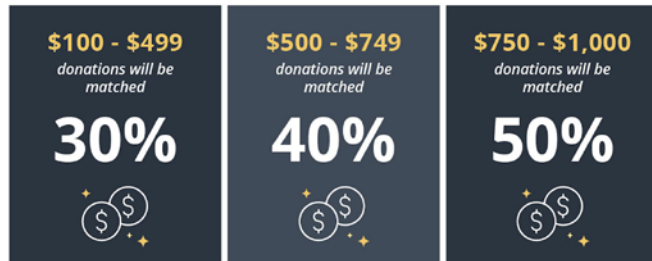 $100 - $499
donations will be
matched
30%
$ $
$500 - $749
donations will be
matched
40%
$ $
$750 - $1,000
donations will be
matched
50%
$ $